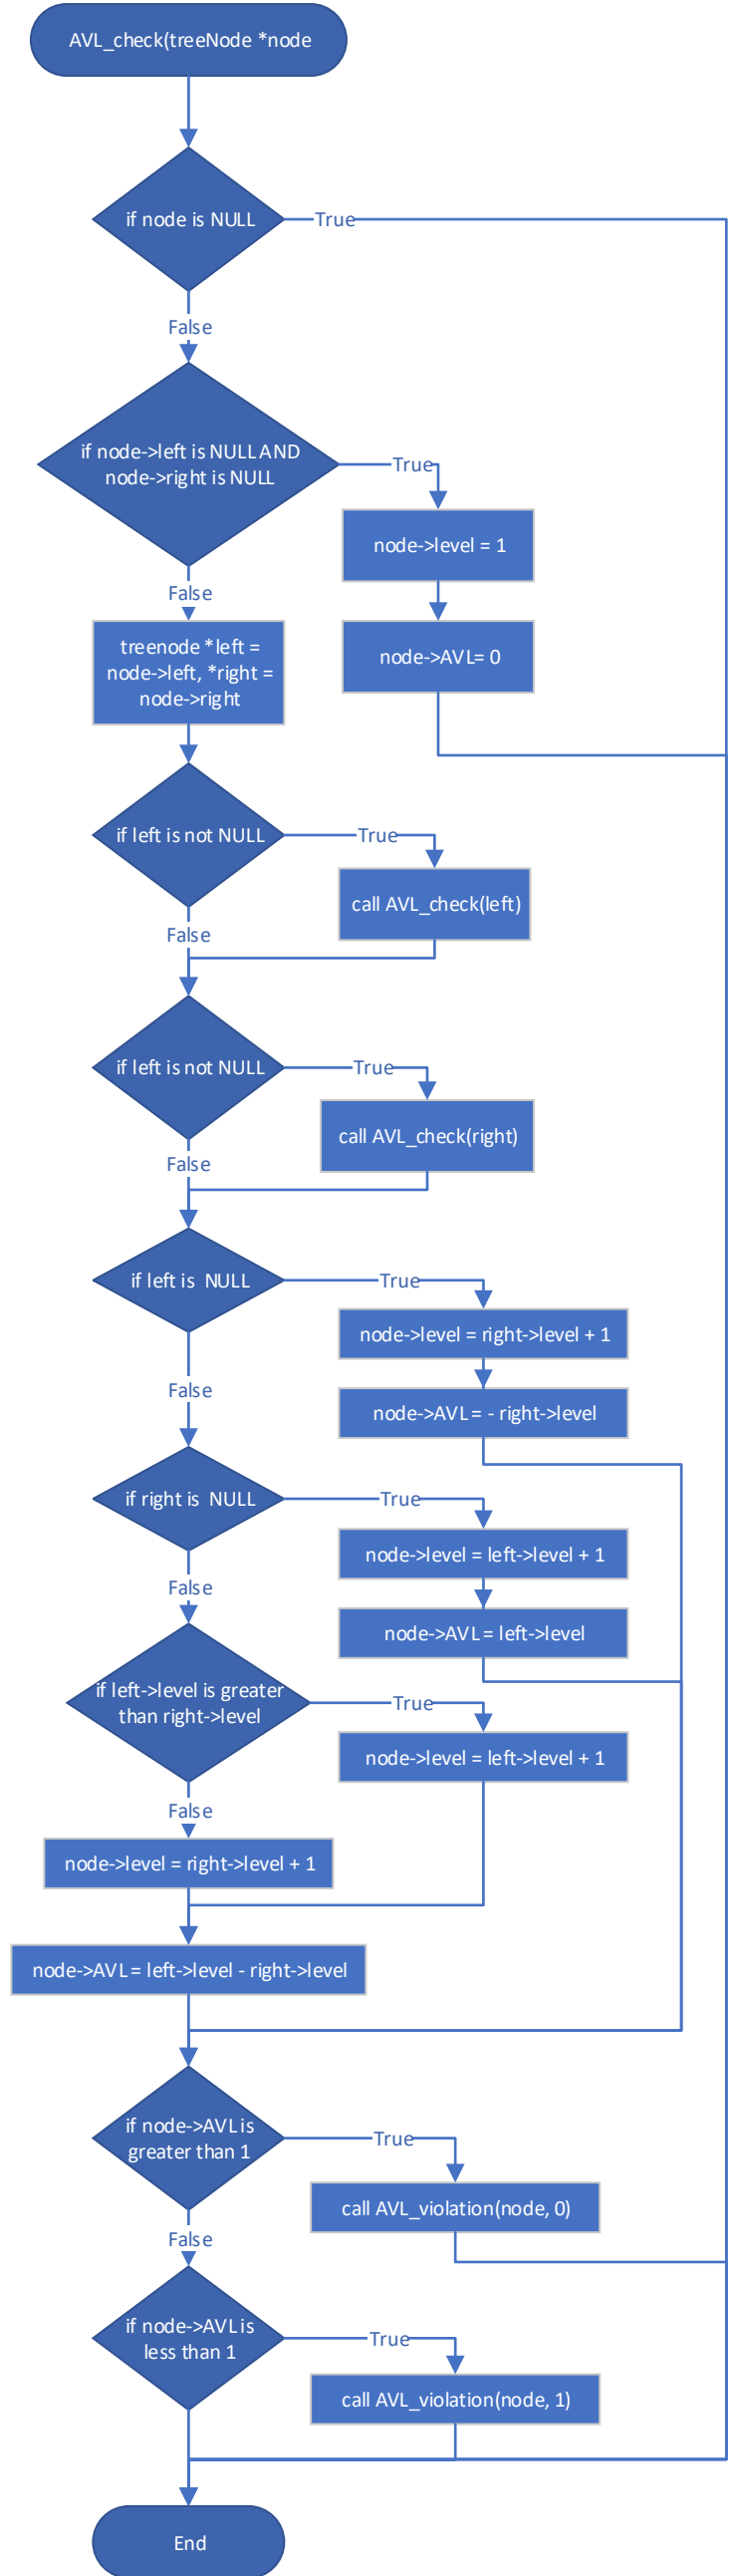 AVL_check(treeNode *node
if node is NULL
True
False
if node->left is NULL AND
node->right is NULL
True
node->level = 1
False
treenode *left =
node->left, *right =
node->right
node->AVL= 0
if left is not NULL
True
call AVL_check(left)
False
if left is not NULL
True
call AVL_check(right)
False
if left is  NULL
True
node->level = right->level + 1
False
node->AVL = - right->level
if right is  NULL
True
node->level = left->level + 1
False
node->AVL = left->level
if left->level is greater
than right->level
True
node->level = left->level + 1
False
node->level = right->level + 1
node->AVL = left->level - right->level
if node->AVL is
greater than 1
True
call AVL_violation(node, 0)
False
if node->AVL is
less than 1
True
call AVL_violation(node, 1)
End